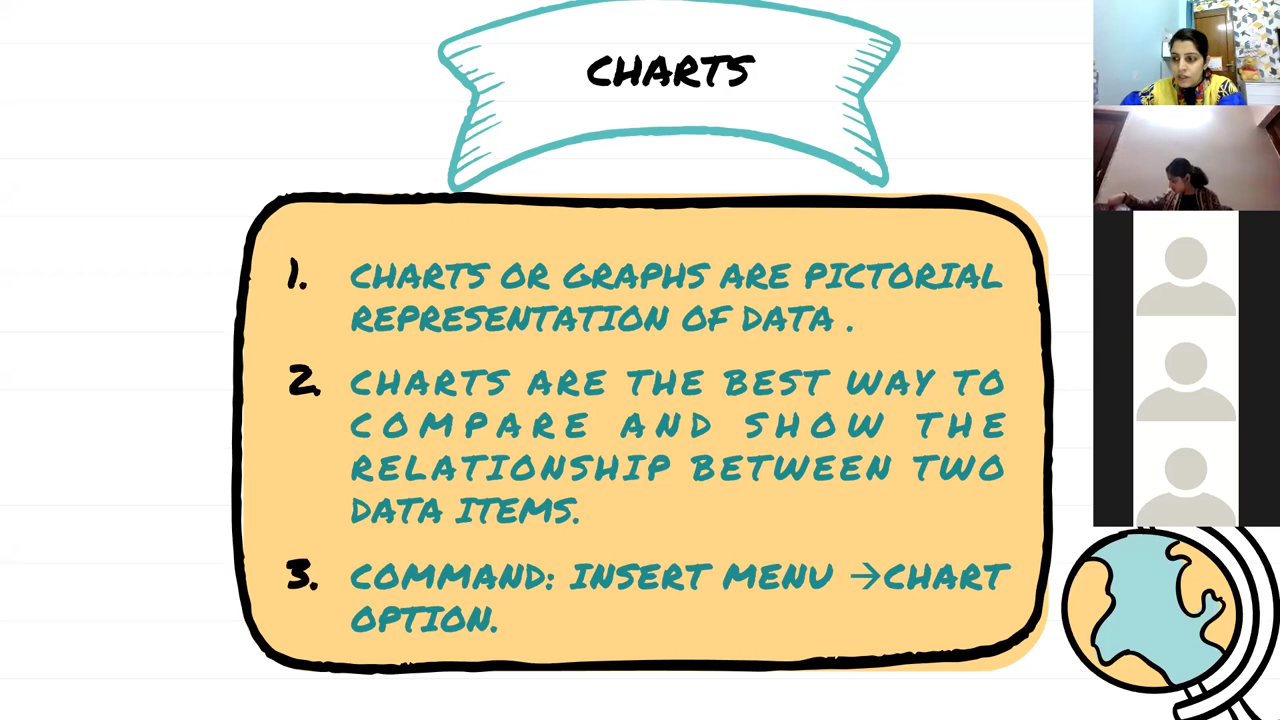 CHARTS
1. CHARTS OR GRAPHS ARE PICTORIAL
REPRESENTATION OF DATA .
2. CHARTS ARE THE BEST WAY TO
COMPARE AND SHOW THE
RELATIONSHIP BETWEEN TWO
DATA ITEMS.
3. COMMAND: INSERT MENU →CHART
OPTION.